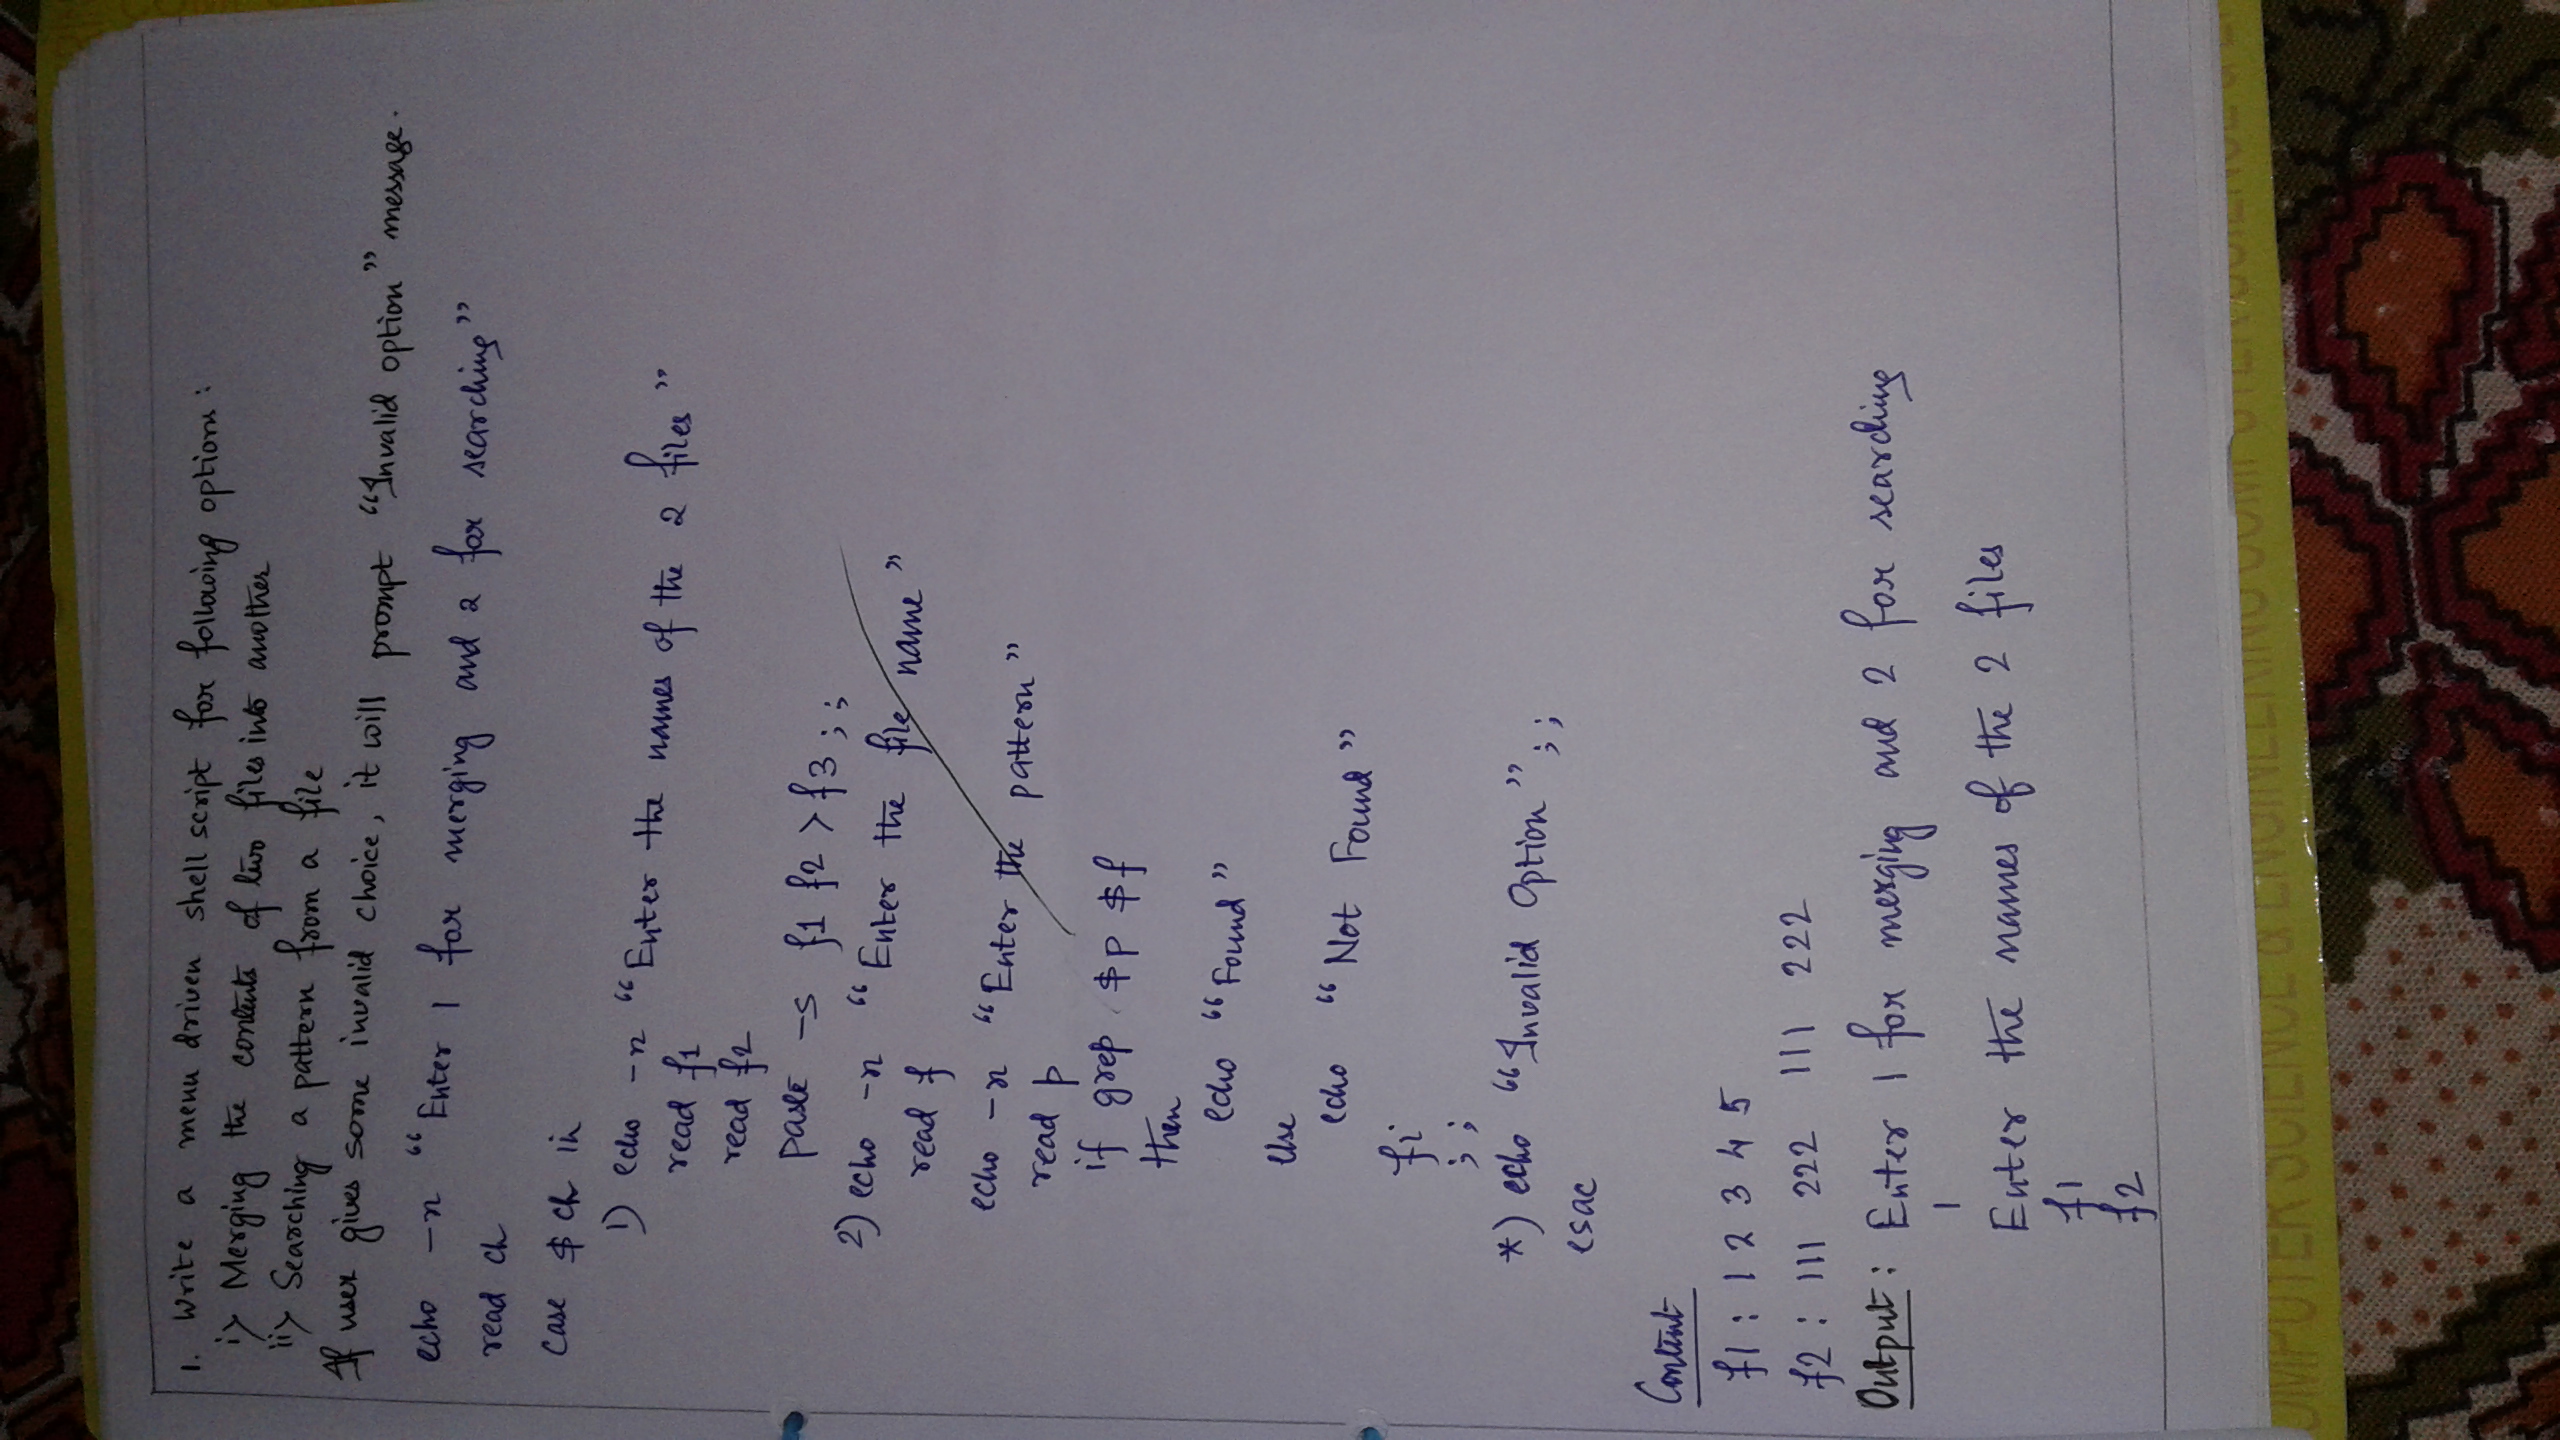 1. Write a menu driven shell script for following options:
i> Merging the contents of two files into another
ii> Searching a pattern from a file
If user gives some invalid choice, it will prompt "Invalid option" message.
echo -n "Enter 1 for merging and 2 for searching"
read ch
case $ch in
1) echo -n "Enter the names of the 2 files"
read f1
read f2
paste -s f1 f2 >f3;;
2) echo -n "Enter the file name"
read f
echo -n "Enter the pattern"
read p
if grep $p $f
then
echo "Found"
else
echo "Not Found"
fi
;;
*) echo "Invalid Option";;
esac
Content
f1: 1 2 3 4 5
f2: 111 222 111 222
Output: Enter 1 for merging and 2 for searching
1
Enter the names of the 2 files
f1
f2
COMPUTER SCIENCE & ENGINEERING COMPUTER SCIENCE & E